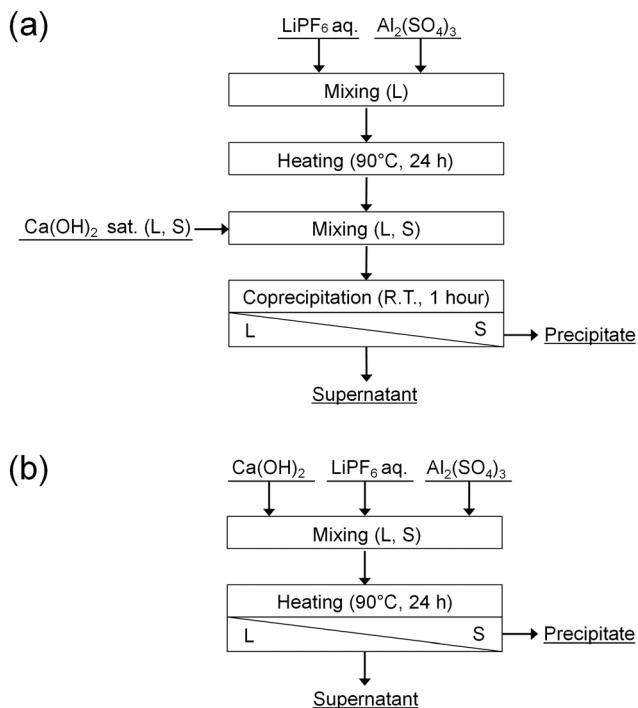 (a)
LiPF₆ aq. Al₂(SO₄)₃
Mixing (L)
Heating (90°C, 24 h)
Ca(OH)₂ sat. (L, S)
Mixing (L, S)
Coprecipitation (R.T., 1 hour)
L S
Precipitate
Supernatant
(b)
Ca(OH)₂ LiPF₆ aq. Al₂(SO₄)₃
Mixing (L, S)
Heating (90°C, 24 h)
L S
Precipitate
Supernatant